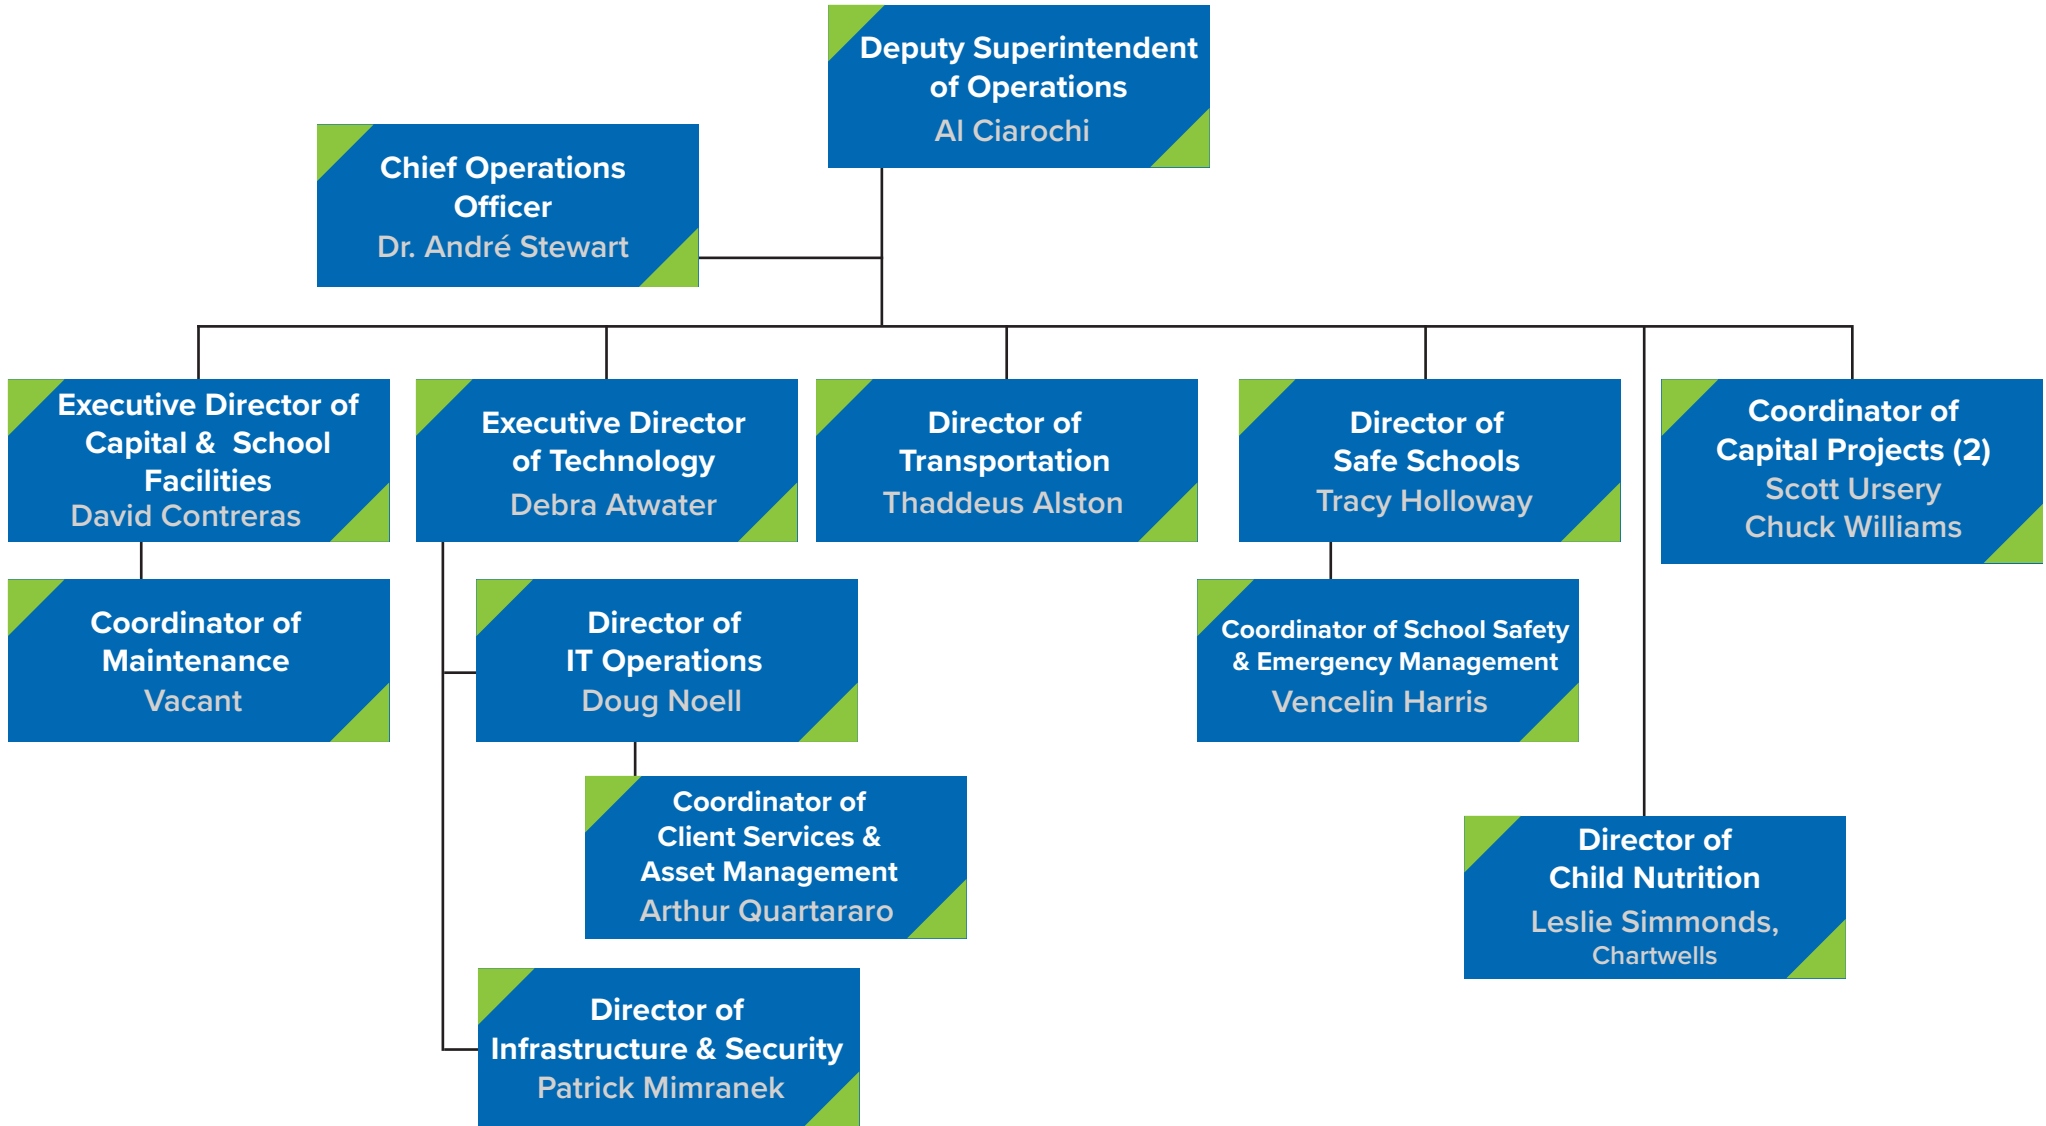 Deputy Superintendent
of Operations
Al Ciarochi
Chief Operations
Officer
Dr. André Stewart
Executive Director of
Capital & School
Facilities
David Contreras
Executive Director
of Technology
Debra Atwater
Director of
Transportation
Thaddeus Alston
Director of
Safe Schools
Tracy Holloway
Coordinator of
Capital Projects (2)
Scott Ursery
Chuck Williams
Coordinator of
Maintenance
Vacant
Director of
IT Operations
Doug Noell
Coordinator of School Safety
& Emergency Management
Vencelin Harris
Coordinator of
Client Services &
Asset Management
Arthur Quartararo
Director of
Child Nutrition
Leslie Simmonds,
Chartwells
Director of
Infrastructure & Security
Patrick Mimranek